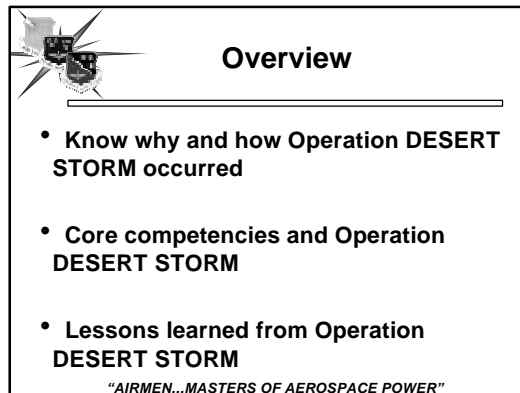 Overview
• Know why and how Operation DESERT
STORM occurred
• Core competencies and Operation
DESERT STORM
• Lessons learned from Operation
DESERT STORM
“AIRMEN...MASTERS OF AEROSPACE POWER”